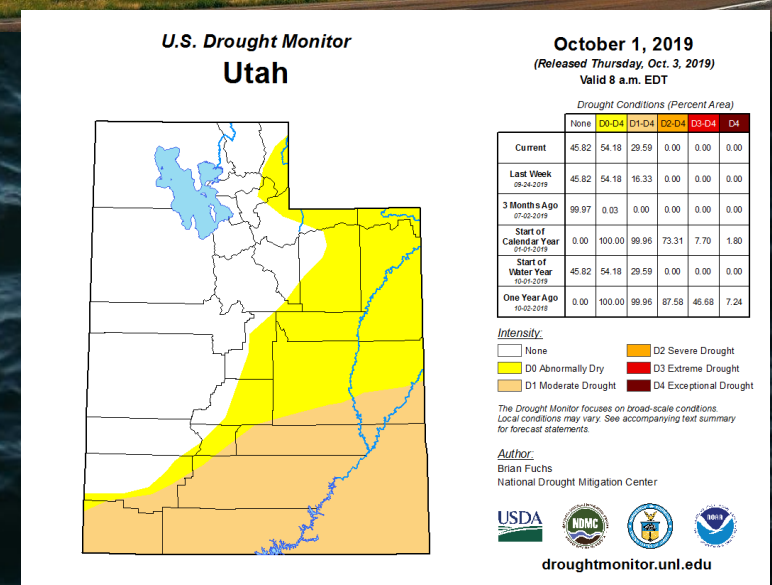 U.S. Drought Monitor
Utah
October 1, 2019
(Released Thursday, Oct. 3, 2019)
Valid 8 a.m. EDT
Drought Conditions (Percent Area)
None D0-D4 D1-D4 D2-D4 D3-D4 D4
Current 45.82 54.18 29.59 0.00 0.00 0.00
Last Week
09-24-2019 45.82 54.18 16.33 0.00 0.00 0.00
3 Months Ago
07-02-2019 99.97 0.03 0.00 0.00 0.00 0.00
Start of
Calendar Year
01-01-2019 0.00 100.00 99.96 73.31 7.70 1.80
Start of
Water Year
10-01-2019 45.82 54.18 29.59 0.00 0.00 0.00
One Year Ago
10-02-2018 0.00 100.00 99.96 87.58 46.68 7.24
Intensity:
None
D0 Abnormally Dry
D1 Moderate Drought
D2 Severe Drought
D3 Extreme Drought
D4 Exceptional Drought
The Drought Monitor focuses on broad-scale conditions.
Local conditions may vary. See accompanying text summary
for forecast statements.
Author:
Brian Fuchs
National Drought Mitigation Center
USDA
NDMC
NOAA
droughtmonitor.unl.edu